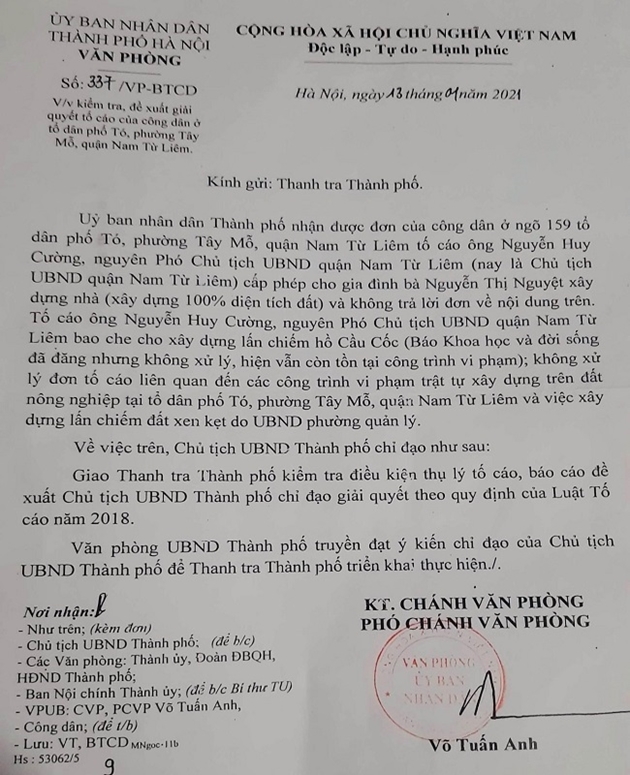 ỦY BAN NHÂN DÂN
THÀNH PHỐ HÀ NỘI
VĂN PHÒNG
CỘNG HÒA XÃ HỘI CHỦ NGHĨA VIỆT NAM
Độc lập - Tự do - Hạnh phúc
Số: 337/VP-BTCD
Hà Nội, ngày 13 tháng 01 năm 2021
V/v kiểm tra, đề xuất giải
quyết tố cáo của công dân ở
tổ dân phố Tó, phường Tây
Mỗ, quận Nam Từ Liêm.
Kính gửi: Thanh tra Thành phố.
Uỷ ban nhân dân Thành phố nhận được đơn của công dân ở ngõ 159 tổ
dân phố Tó, phường Tây Mỗ, quận Nam Từ Liêm tố cáo ông Nguyễn Huy
Cường, nguyên Phó Chủ tịch UBND quận Nam Từ Liêm (nay là Chủ tịch
UBND quận Nam Từ Liêm) cấp phép cho gia đình bà Nguyễn Thị Nguyệt xây
dựng nhà (xây dựng 100% diện tích đất) và không trả lời đơn về nội dung trên.
Tố cáo ông Nguyễn Huy Cường, nguyên Phó Chủ tịch UBND quận Nam Từ
Liêm bao che cho xây dựng lấn chiếm hồ Cầu Cốc (Báo Khoa học và đời sống
đã đăng nhưng không xử lý, hiện vẫn còn tồn tại công trình vi phạm); không xử
lý đơn tố cáo liên quan đến các công trình vi phạm trật tự xây dựng trên đất
nông nghiệp tại tổ dân phố Tó, phường Tây Mỗ, quận Nam Từ Liêm và việc xây
dựng lấn chiếm đất xen kẹt do UBND phường quản lý.
Về việc trên, Chủ tịch UBND Thành phố chỉ đạo như sau:
Giao Thanh tra Thành phố kiểm tra điều kiện thụ lý tố cáo, báo cáo đề
xuất Chủ tịch UBND Thành phố chỉ đạo giải quyết theo quy định của Luật Tố
cáo năm 2018.
Văn phòng UBND Thành phố truyền đạt ý kiến chỉ đạo của Chủ tịch
UBND Thành phố để Thanh tra Thành phố triển khai thực hiện./.
Nơi nhận:
- Như trên; (kèm đơn)
- Chủ tịch UBND Thành phố; (để b/c)
- Các Văn phòng: Thành ủy, Đoàn ĐBQH,
HĐND Thành phố;
- Ban Nội chính Thành ủy; (để b/c Bí thư TU)
- VPUB: CVP, PCVP Võ Tuấn Anh,
- Công dân; (để t/b)
- Lưu: VT, BTCD MNgoc-11b
Hs : 53062/5
9
KT. CHÁNH VĂN PHÒNG
PHÓ CHÁNH VĂN PHÒNG
VĂN PHÒNG
ỦY BAN
NHÂN D
Võ Tuấn Anh